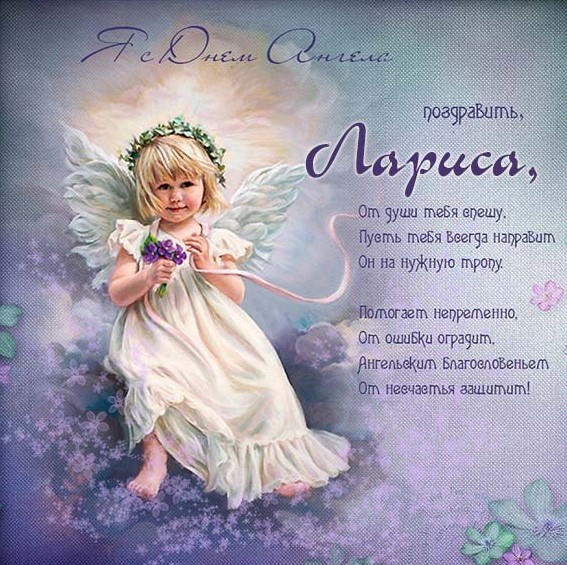 Я с Днем Ангела
поздравить,
Лариса,
От души тебя спешу,
Пусть тебя всегда направит
Он на нужную тропу.
Помогает непременно,
От ошибки оградит,
Ангельским благословеньем
От несчастья защитит!